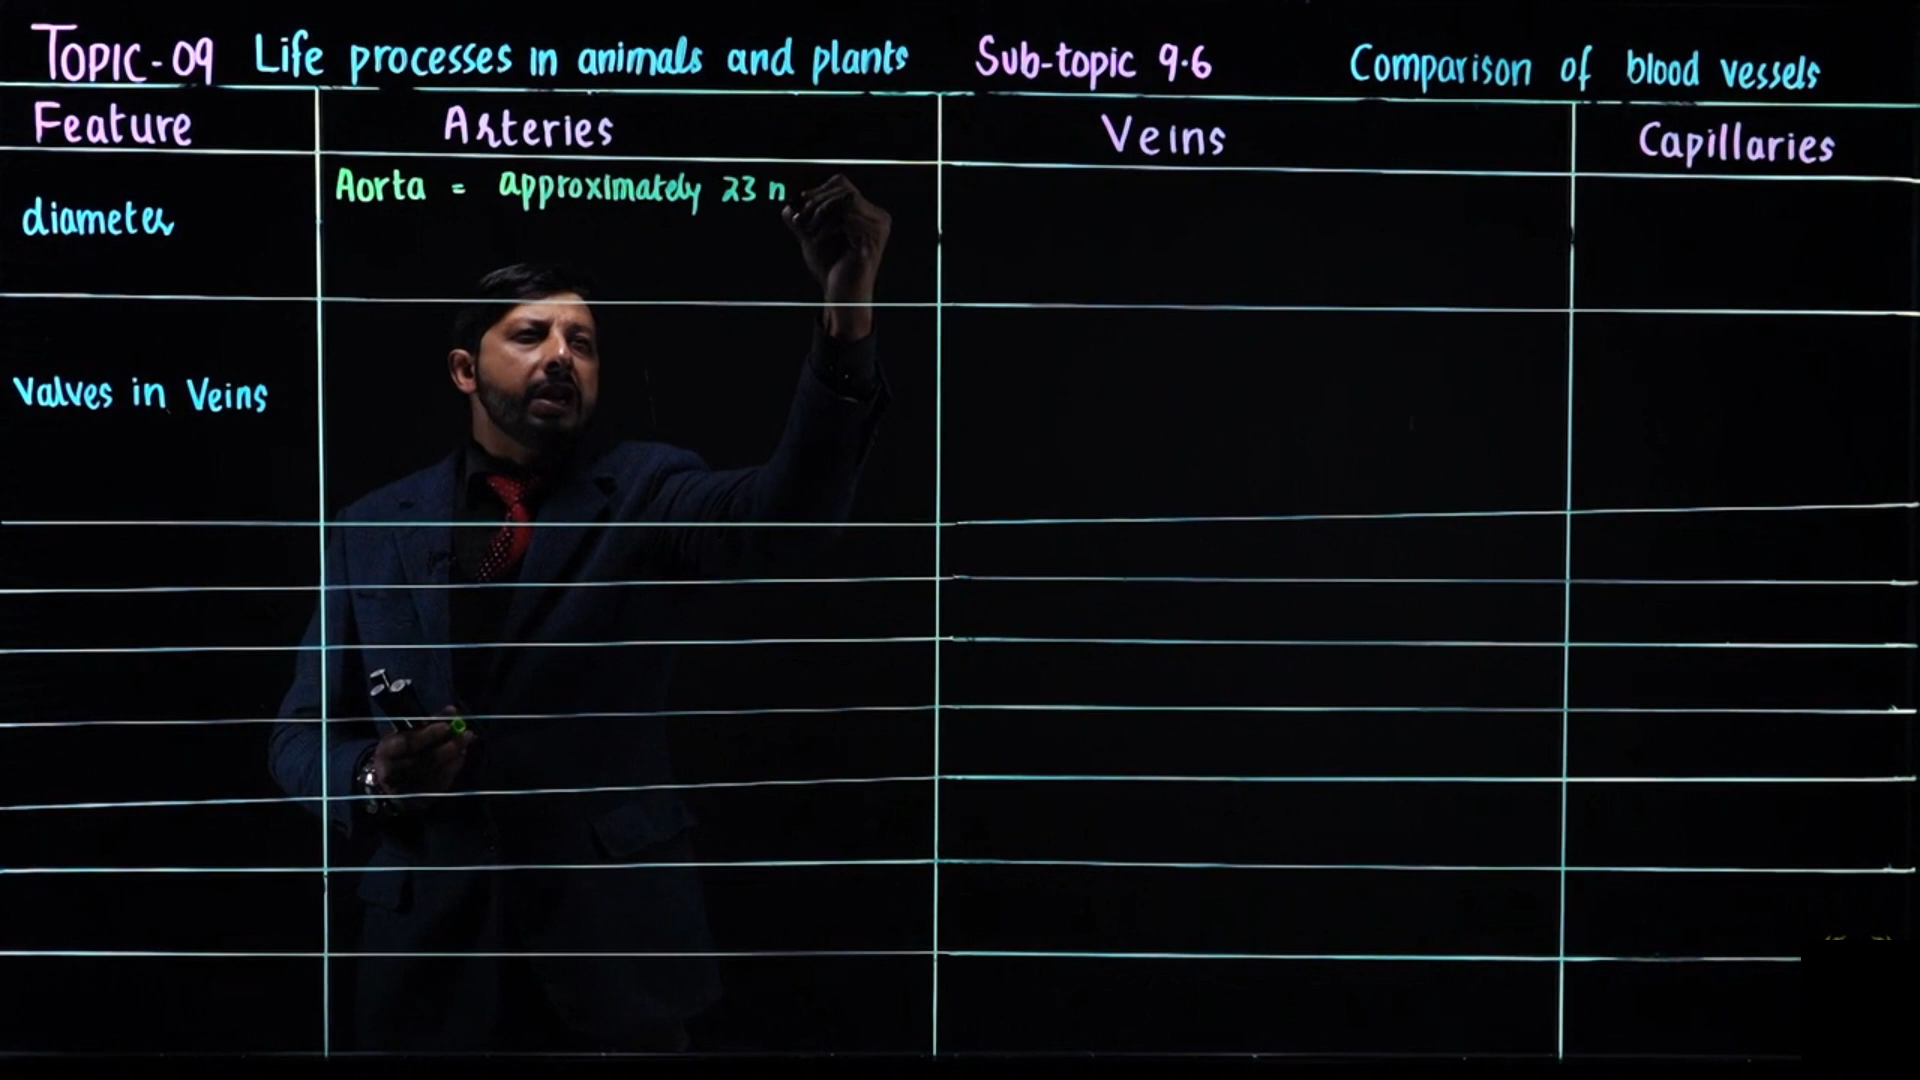 TOPIC-09 Life processes in animals and plants Sub-topic 9.6 Comparison of blood vessels
Feature Arteries Veins Capillaries
diameter Aorta = approximately 23 n
Valves in Veins